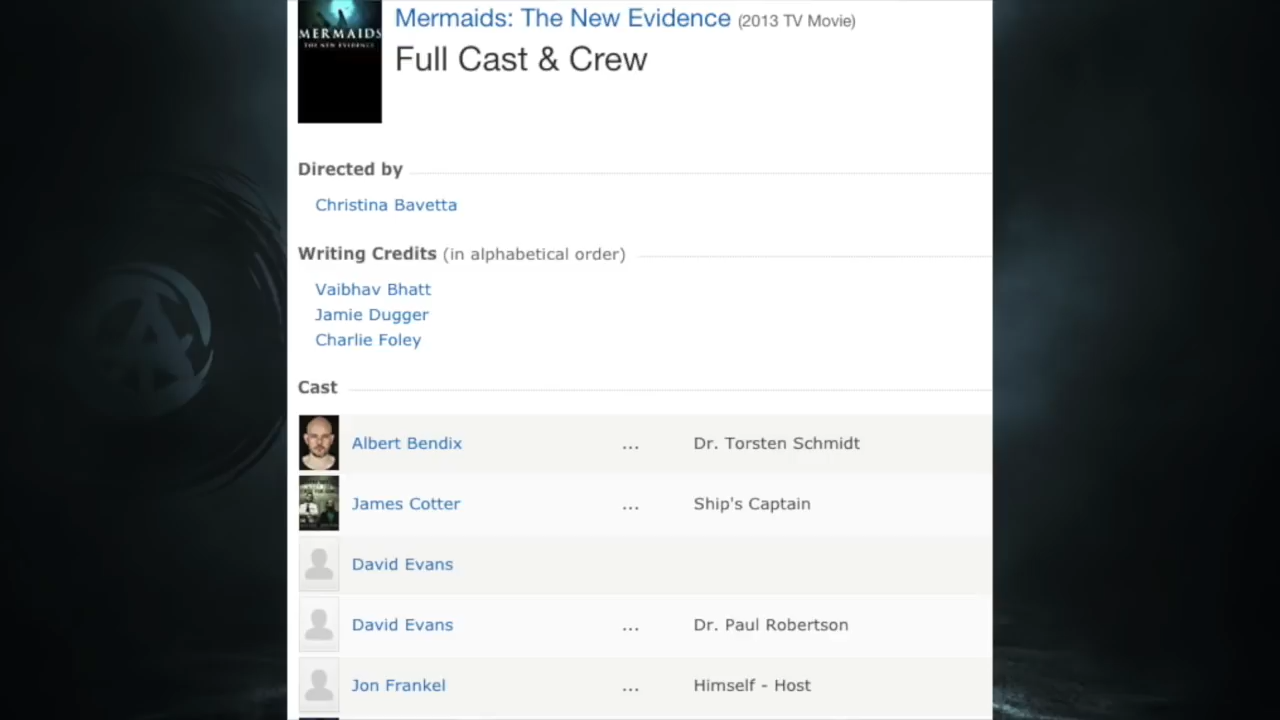 MERMAIDS
THE NEW EVIDENCE
Mermaids: The New Evidence (2013 TV Movie)
Full Cast & Crew
Directed by
Christina Bavetta
Writing Credits (in alphabetical order)
Vaibhav Bhatt
Jamie Dugger
Charlie Foley
Cast
Albert Bendix ... Dr. Torsten Schmidt
James Cotter ... Ship's Captain
David Evans
David Evans ... Dr. Paul Robertson
Jon Frankel ... Himself - Host